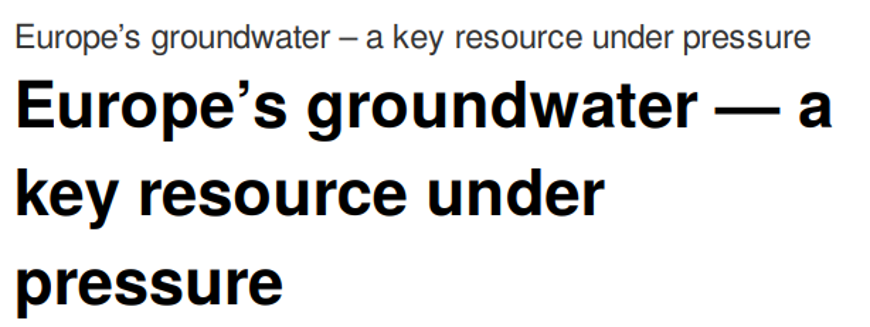 Europe’s groundwater – a key resource under pressure
Europe’s groundwater — a
key resource under
pressure